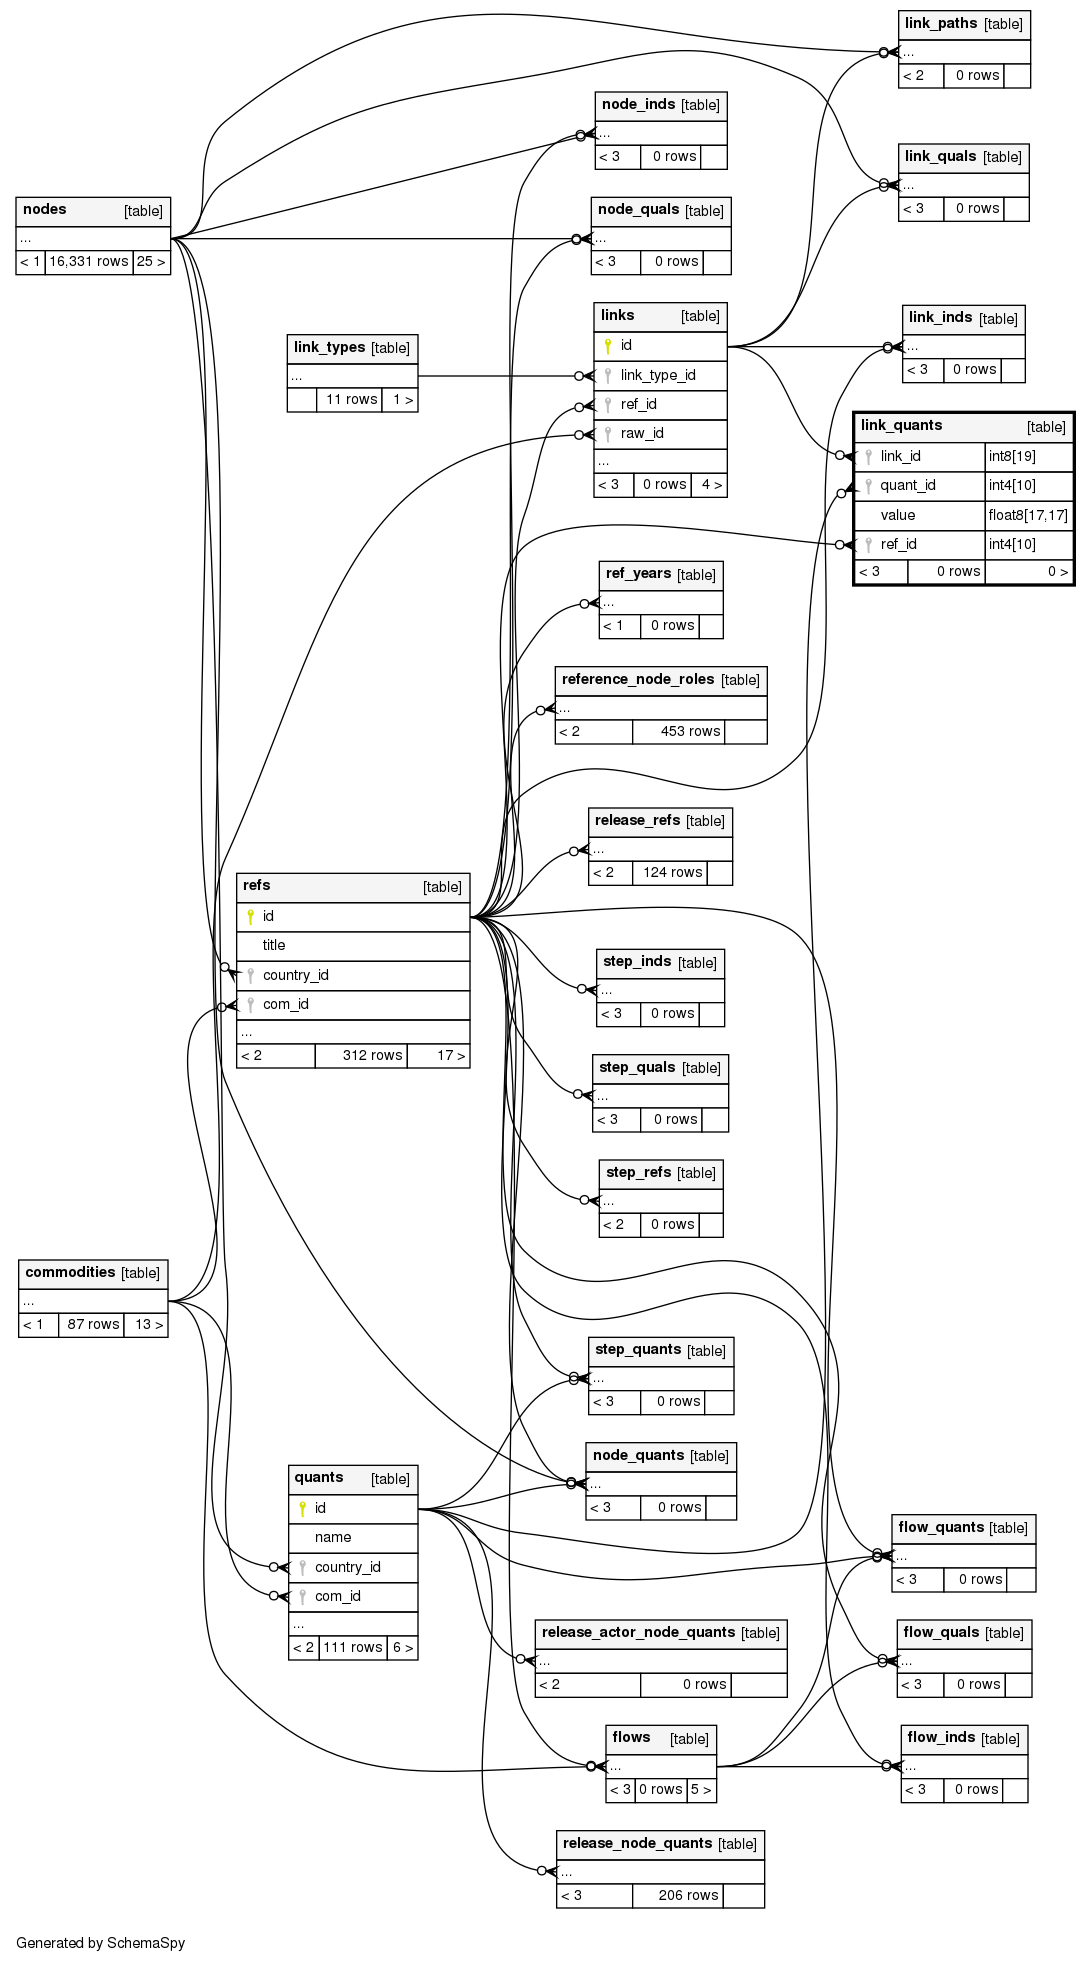 link_paths [table]
...
< 2 0 rows
node_inds [table]
...
< 3 0 rows
link_quals [table]
...
< 3 0 rows
nodes [table]
...
< 1 16,331 rows 25 >
node_quals [table]
...
< 3 0 rows
links [table]
id
link_type_id
ref_id
raw_id
...
< 3 0 rows 4 >
link_types [table]
...
11 rows 1 >
link_inds [table]
...
< 3 0 rows
link_quants [table]
link_id int8[19]
quant_id int4[10]
value float8[17,17]
ref_id int4[10]
< 3 0 rows 0 >
ref_years [table]
...
< 1 0 rows
reference_node_roles [table]
...
< 2 453 rows
release_refs [table]
...
< 2 124 rows
refs [table]
id
title
country_id
com_id
...
< 2 312 rows 17 >
step_inds [table]
...
< 3 0 rows
step_quals [table]
...
< 3 0 rows
step_refs [table]
...
< 2 0 rows
commodities [table]
...
< 1 87 rows 13 >
step_quants [table]
...
< 3 0 rows
node_quants [table]
...
< 3 0 rows
quants [table]
id
name
country_id
com_id
...
< 2 111 rows 6 >
flow_quants [table]
...
< 3 0 rows
release_actor_node_quants [table]
...
< 2 0 rows
flow_quals [table]
...
< 3 0 rows
flows [table]
...
< 3 0 rows 5 >
flow_inds [table]
...
< 3 0 rows
release_node_quants [table]
...
< 3 206 rows
Generated by SchemaSpy